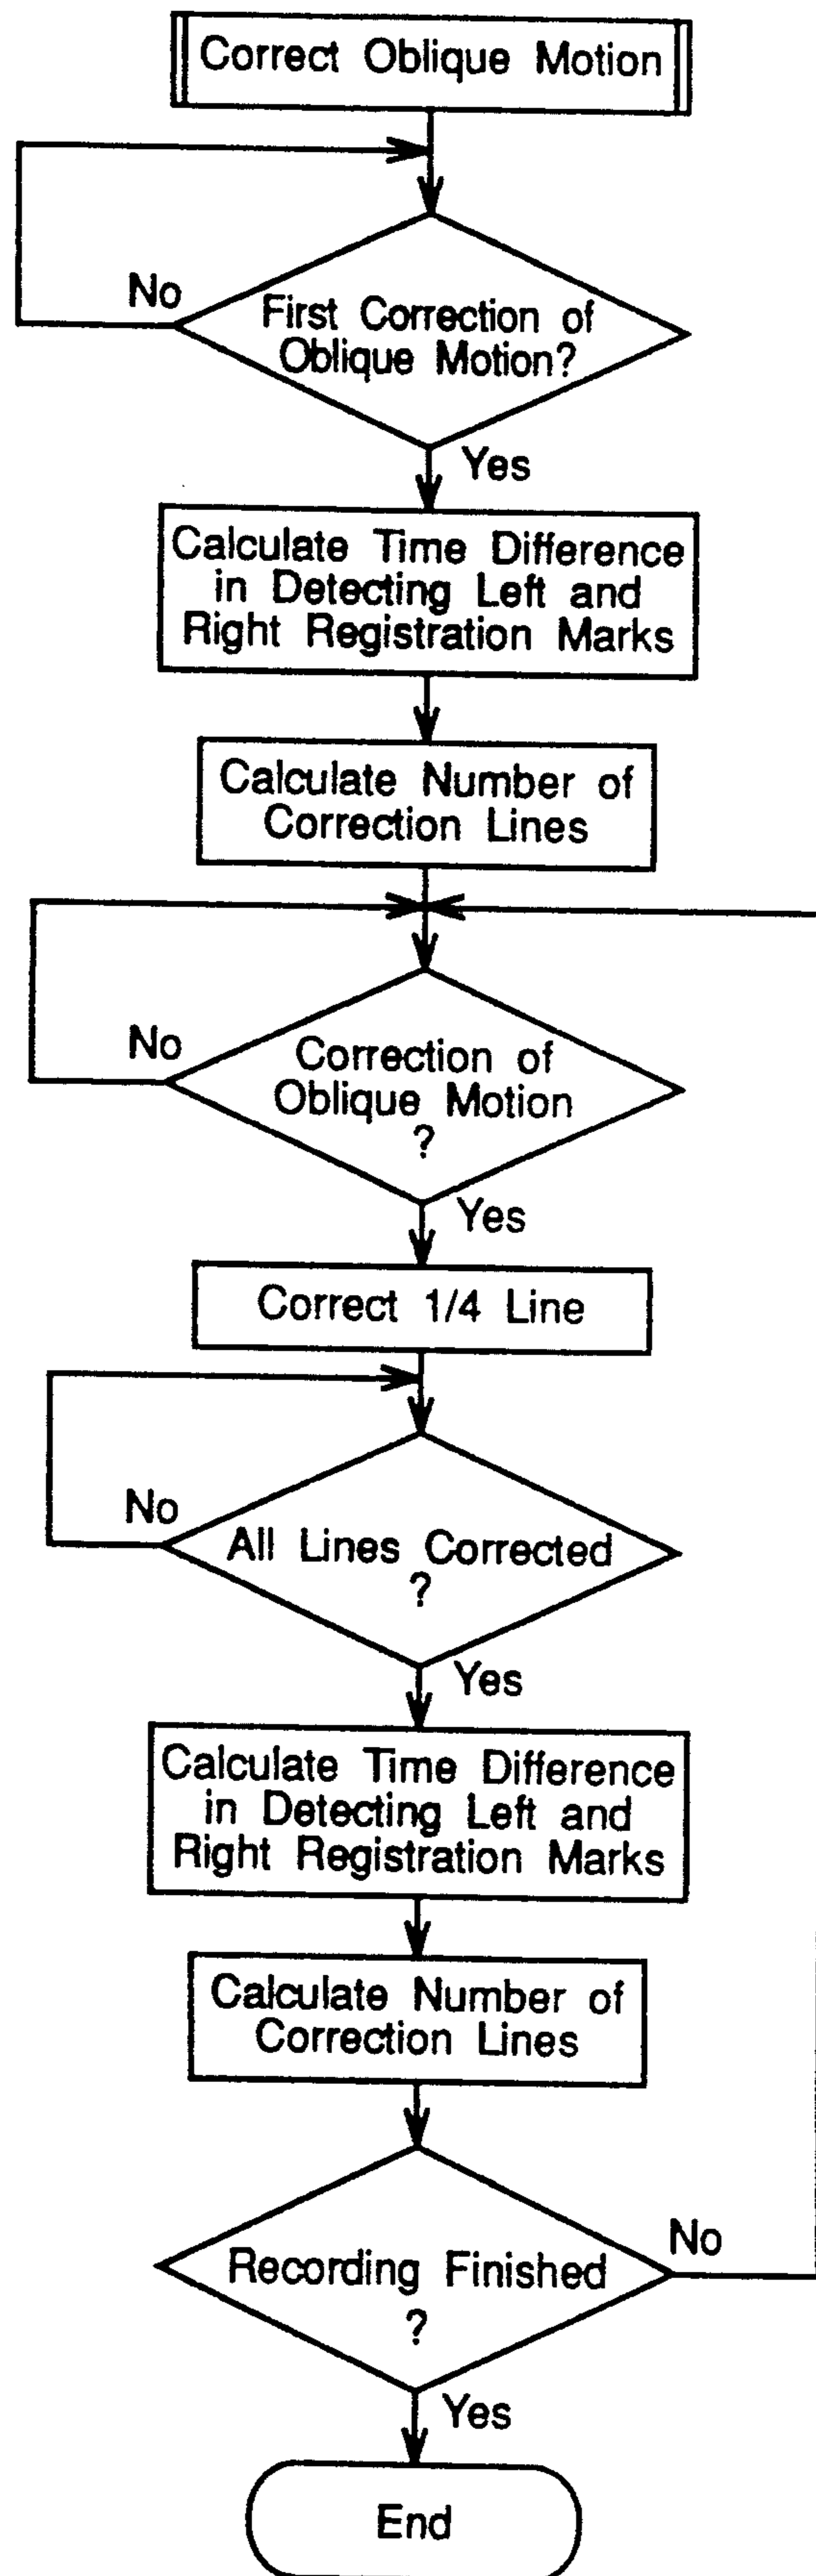 Correct Oblique Motion
No
First Correction of
Oblique Motion?
Yes
Calculate Time Difference
in Detecting Left and
Right Registration Marks
Calculate Number of
Correction Lines
No
Correction of
Oblique Motion
?
Yes
Correct 1/4 Line
No
All Lines Corrected
?
Yes
Calculate Time Difference
in Detecting Left and
Right Registration Marks
Calculate Number of
Correction Lines
No
Recording Finished
?
Yes
End